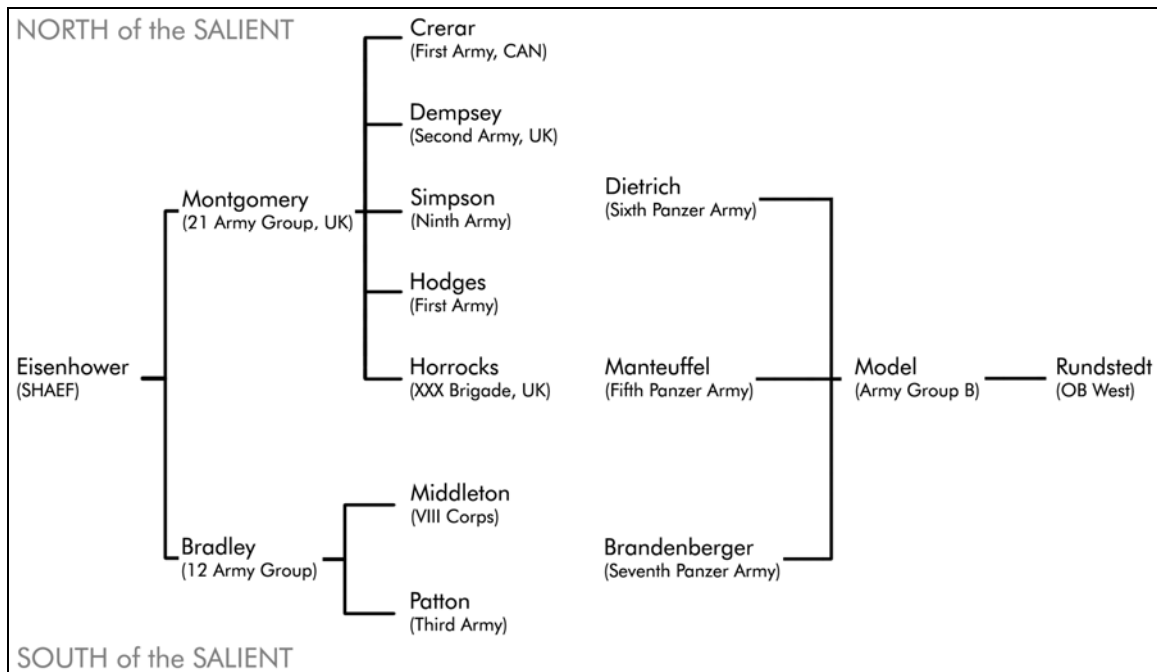 NORTH of the SALIENT
Crerar
(First Army, CAN)
Dempsey
(Second Army, UK)
Montgomery
(21 Army Group, UK)
Simpson
(Ninth Army)
Dietrich
(Sixth Panzer Army)
Hodges
(First Army)
Eisenhower
(SHAEF)
Horrocks
(XXX Brigade, UK)
Manteuffel
(Fifth Panzer Army)
Model
(Army Group B)
Rundstedt
(OB West)
Middleton
(VIII Corps)
Bradley
(12 Army Group)
Brandenberger
(Seventh Panzer Army)
Patton
(Third Army)
SOUTH of the SALIENT